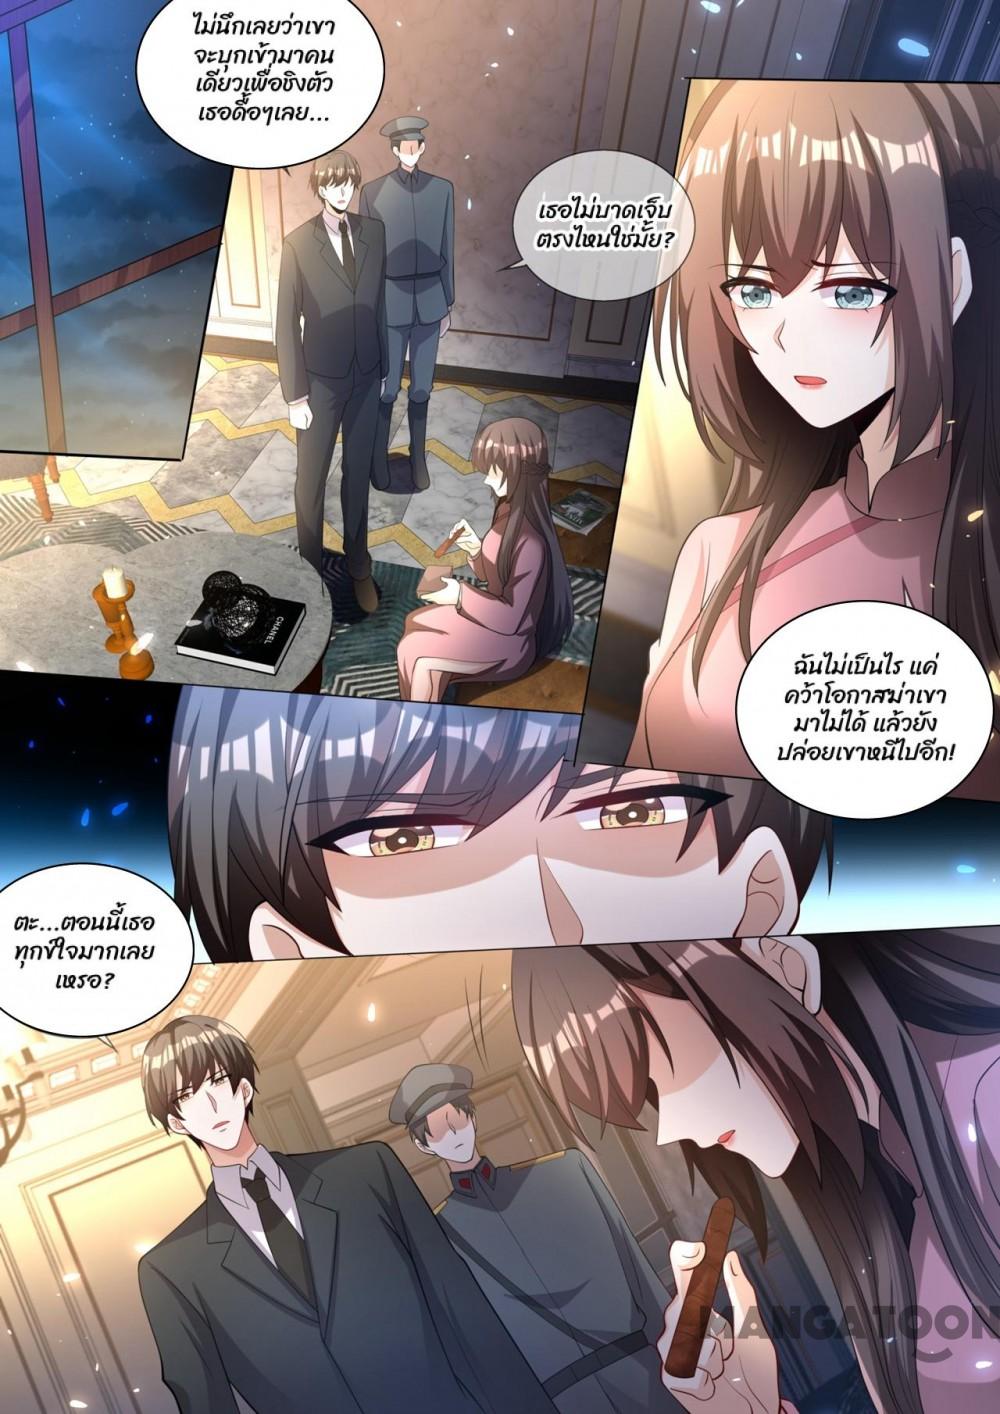 ไม่นึกเลยว่าเขา
จะบุกเข้ามาคน
เดียวเพื่อชิงตัว
เธอดื้อๆเลย...
เธอไม่บาดเจ็บ
ตรงไหนใช่มั้ย?
ฉันไม่เป็นไร แค่
คว้าโอกาสฆ่าเขา
มาไม่ได้ แล้วยัง
ปล่อยเขาหนีไปอีก!
CHANEL
ตะ...ตอนนี้เธอ
ทุกข์ใจมากเลย
เหรอ?
MANGATOON